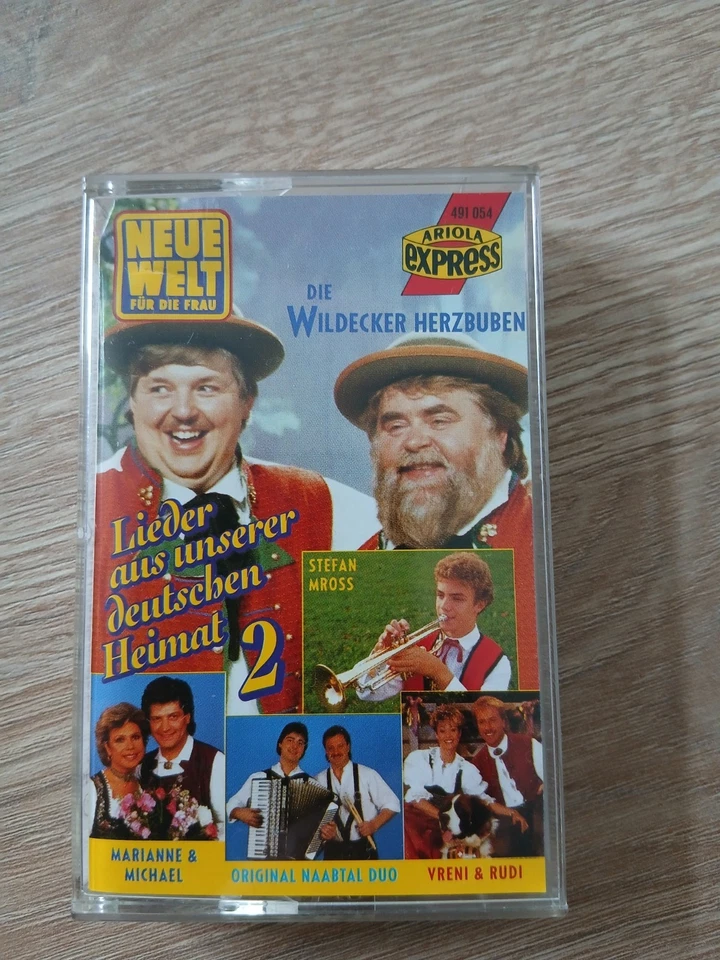 NEUE
WELT
FÜR DIE FRAU
491 054
ARIOLA
EXPRESS
DIE
WILDECKER HERZBUBEN
Lieder
aus unserer
deutschen
Heimat
2
STEFAN
MROSS
MARIANNE &
MICHAEL
ORIGINAL NAABTAL DUO
VRENI & RUDI